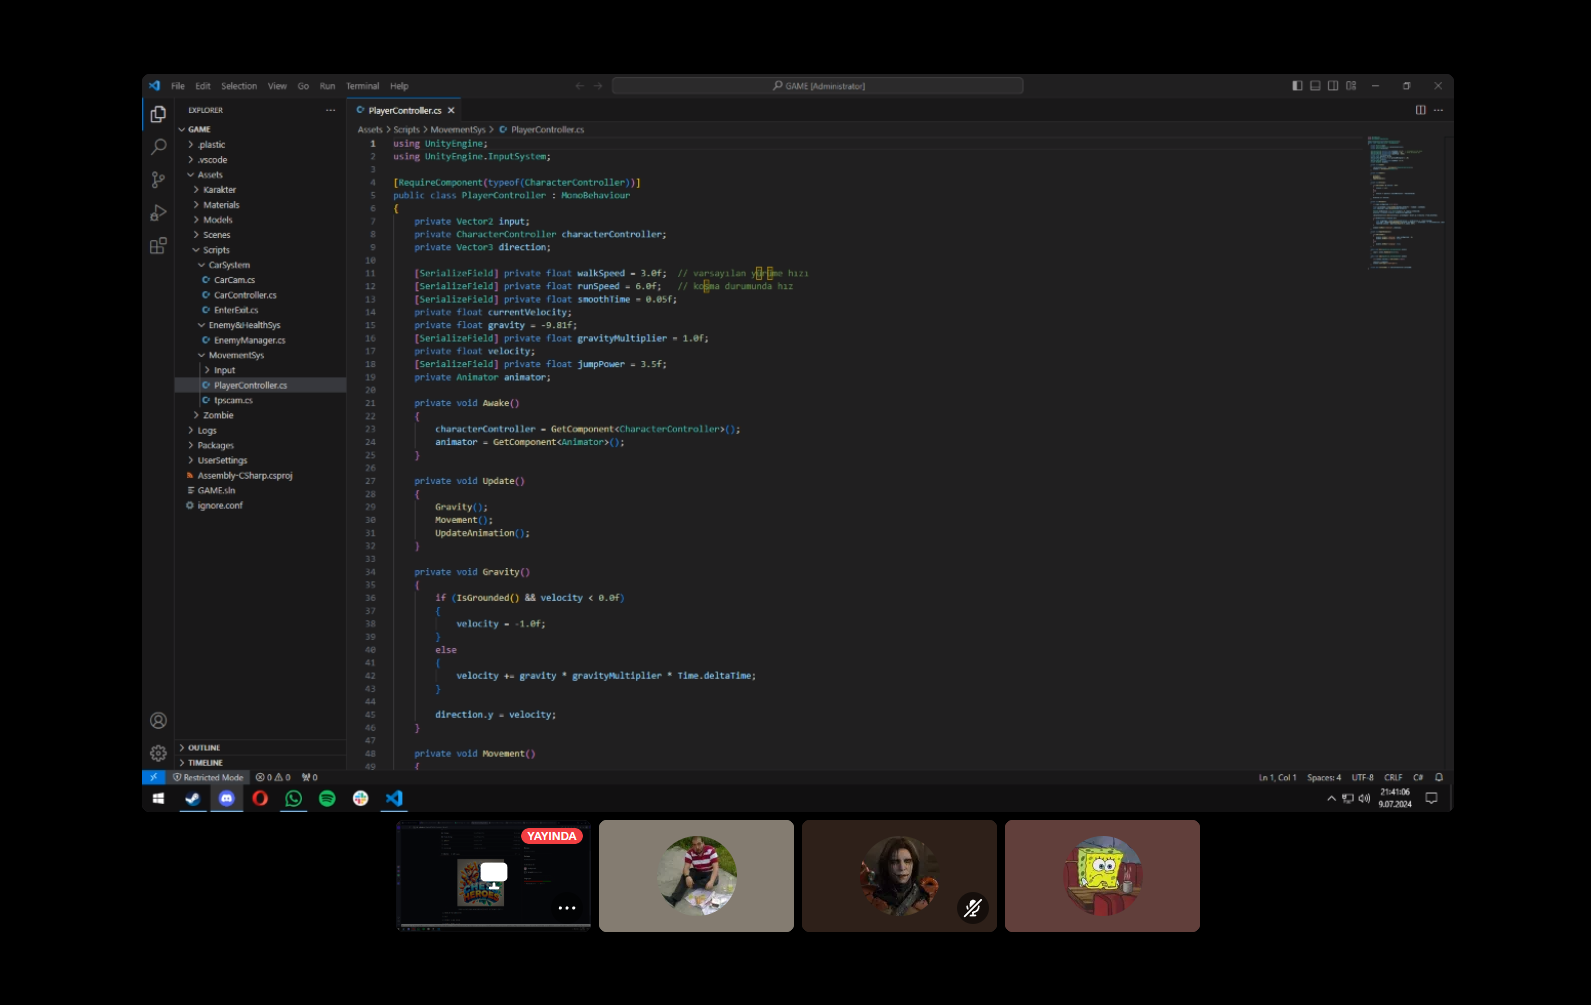 File Edit Selection View Go Run Terminal Help
GAME [Administrator]
EXPLORER
GAME
.plastic
.vscode
Assets
Karakter
Materials
Models
Scenes
Scripts
CarSystem
CarCam.cs
CarController.cs
EnterExit.cs
Enemy&HealthSys
EnemyManager.cs
MovementSys
Input
PlayerController.cs
tpscam.cs
Zombie
Logs
Packages
UserSettings
Assembly-CSharp.csproj
GAME.sln
ignore.conf
OUTLINE
TIMELINE
PlayerController.cs
Assets > Scripts > MovementSys > PlayerController.cs
1 using UnityEngine;
2 using UnityEngine.InputSystem;
3
4 [RequireComponent(typeof(CharacterController))]
5 public class PlayerController : MonoBehaviour
6 {
7 private Vector2 input;
8 private CharacterController characterController;
9 private Vector3 direction;
10
11 [SerializeField] private float walkSpeed = 3.0f; // varsayılan yürüme hızı
12 [SerializeField] private float runSpeed = 6.0f; // koşma durumunda hız
13 [SerializeField] private float smoothTime = 0.05f;
14 private float currentVelocity;
15 private float gravity = -9.81f;
16 [SerializeField] private float gravityMultiplier = 1.0f;
17 private float velocity;
18 [SerializeField] private float jumpPower = 3.5f;
19 private Animator animator;
20
21 private void Awake()
22 {
23 characterController = GetComponent<CharacterController>();
24 animator = GetComponent<Animator>();
25 }
26
27 private void Update()
28 {
29 Gravity();
30 Movement();
31 UpdateAnimation();
32 }
33
34 private void Gravity()
35 {
36 if (IsGrounded() && velocity < 0.0f)
37 {
38 velocity = -1.0f;
39 }
40 else
41 {
42 velocity += gravity * gravityMultiplier * Time.deltaTime;
43 }
44
45 direction.y = velocity;
46 }
47
48 private void Movement()
49 {
Restricted Mode 0 0 0
Ln 1, Col 1 Spaces: 4 UTF-8 CRLF C#
21:41:06
9.07.2024
YAYINDA
HEROES